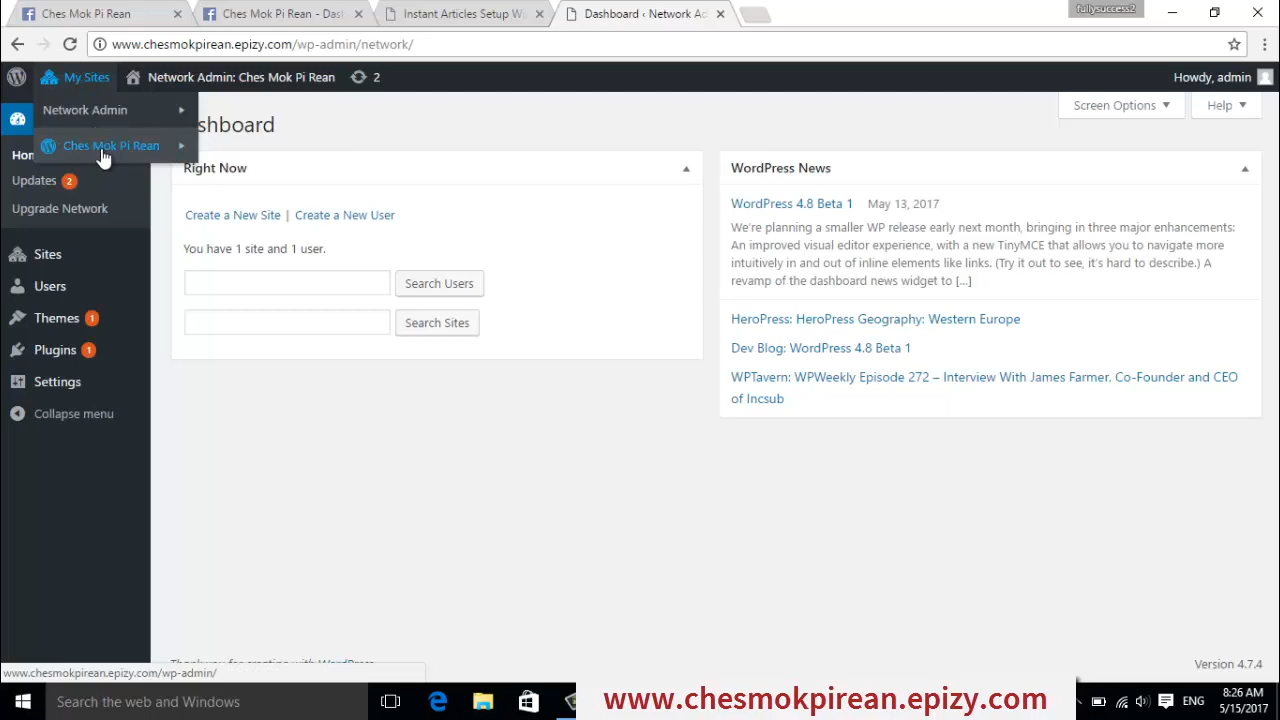 Ches Mok Pi Rean
Ches Mok Pi Rean - Das
Instant Articles Setup W
Dashboard ‹ Network A
fullysuccess2
www.chesmokpirean.epizy.com/wp-admin/network/
My Sites
Network Admin: Ches Mok Pi Rean
2
Howdy, admin
Network Admin
Ches Mok Pi Rean
shboard
Screen Options
Help
Hom
Updates 2
Upgrade Network
Sites
Users
Themes 1
Plugins 1
Settings
Collapse menu
Right Now
Create a New Site | Create a New User
You have 1 site and 1 user.
Search Users
Search Sites
WordPress News
WordPress 4.8 Beta 1 May 13, 2017
We're planning a smaller WP release early next month, bringing in three major enhancements:
An improved visual editor experience, with a new TinyMCE that allows you to navigate more
intuitively in and out of inline elements like links. (Try it out to see, it's hard to describe.) A
revamp of the dashboard news widget to [...]
HeroPress: HeroPress Geography: Western Europe
Dev Blog: WordPress 4.8 Beta 1
WPTavern: WPWeekly Episode 272 – Interview With James Farmer, Co-Founder and CEO
of Incsub
Thank you for creating with WordPress
Version 4.7.4
www.chesmokpirean.epizy.com/wp-admin/
Search the web and Windows
www.chesmokpirean.epizy.com
ENG
8:26 AM
5/15/2017